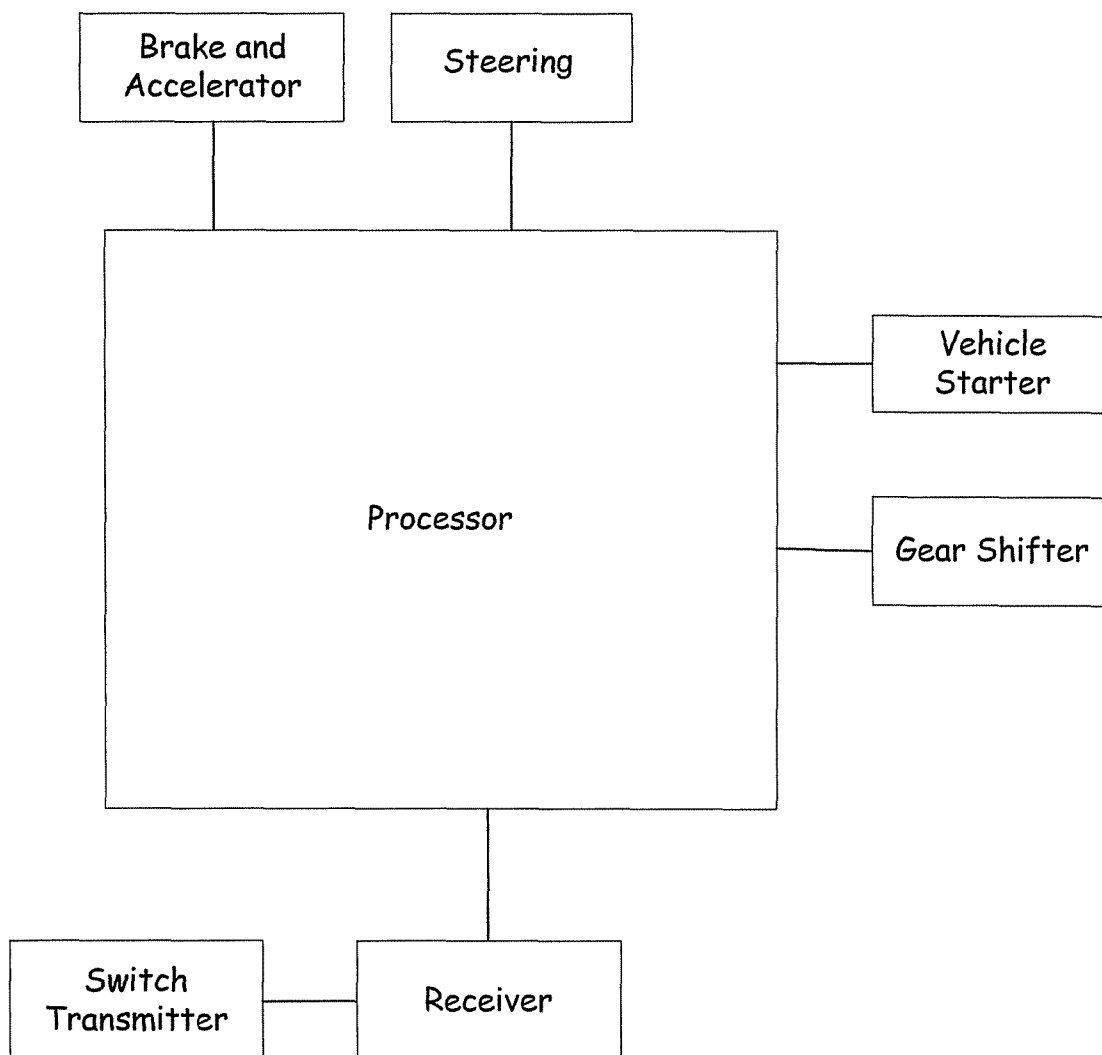 Brake and
Accelerator
Steering
Vehicle
Starter
Processor
Gear Shifter
Switch
Transmitter
Receiver